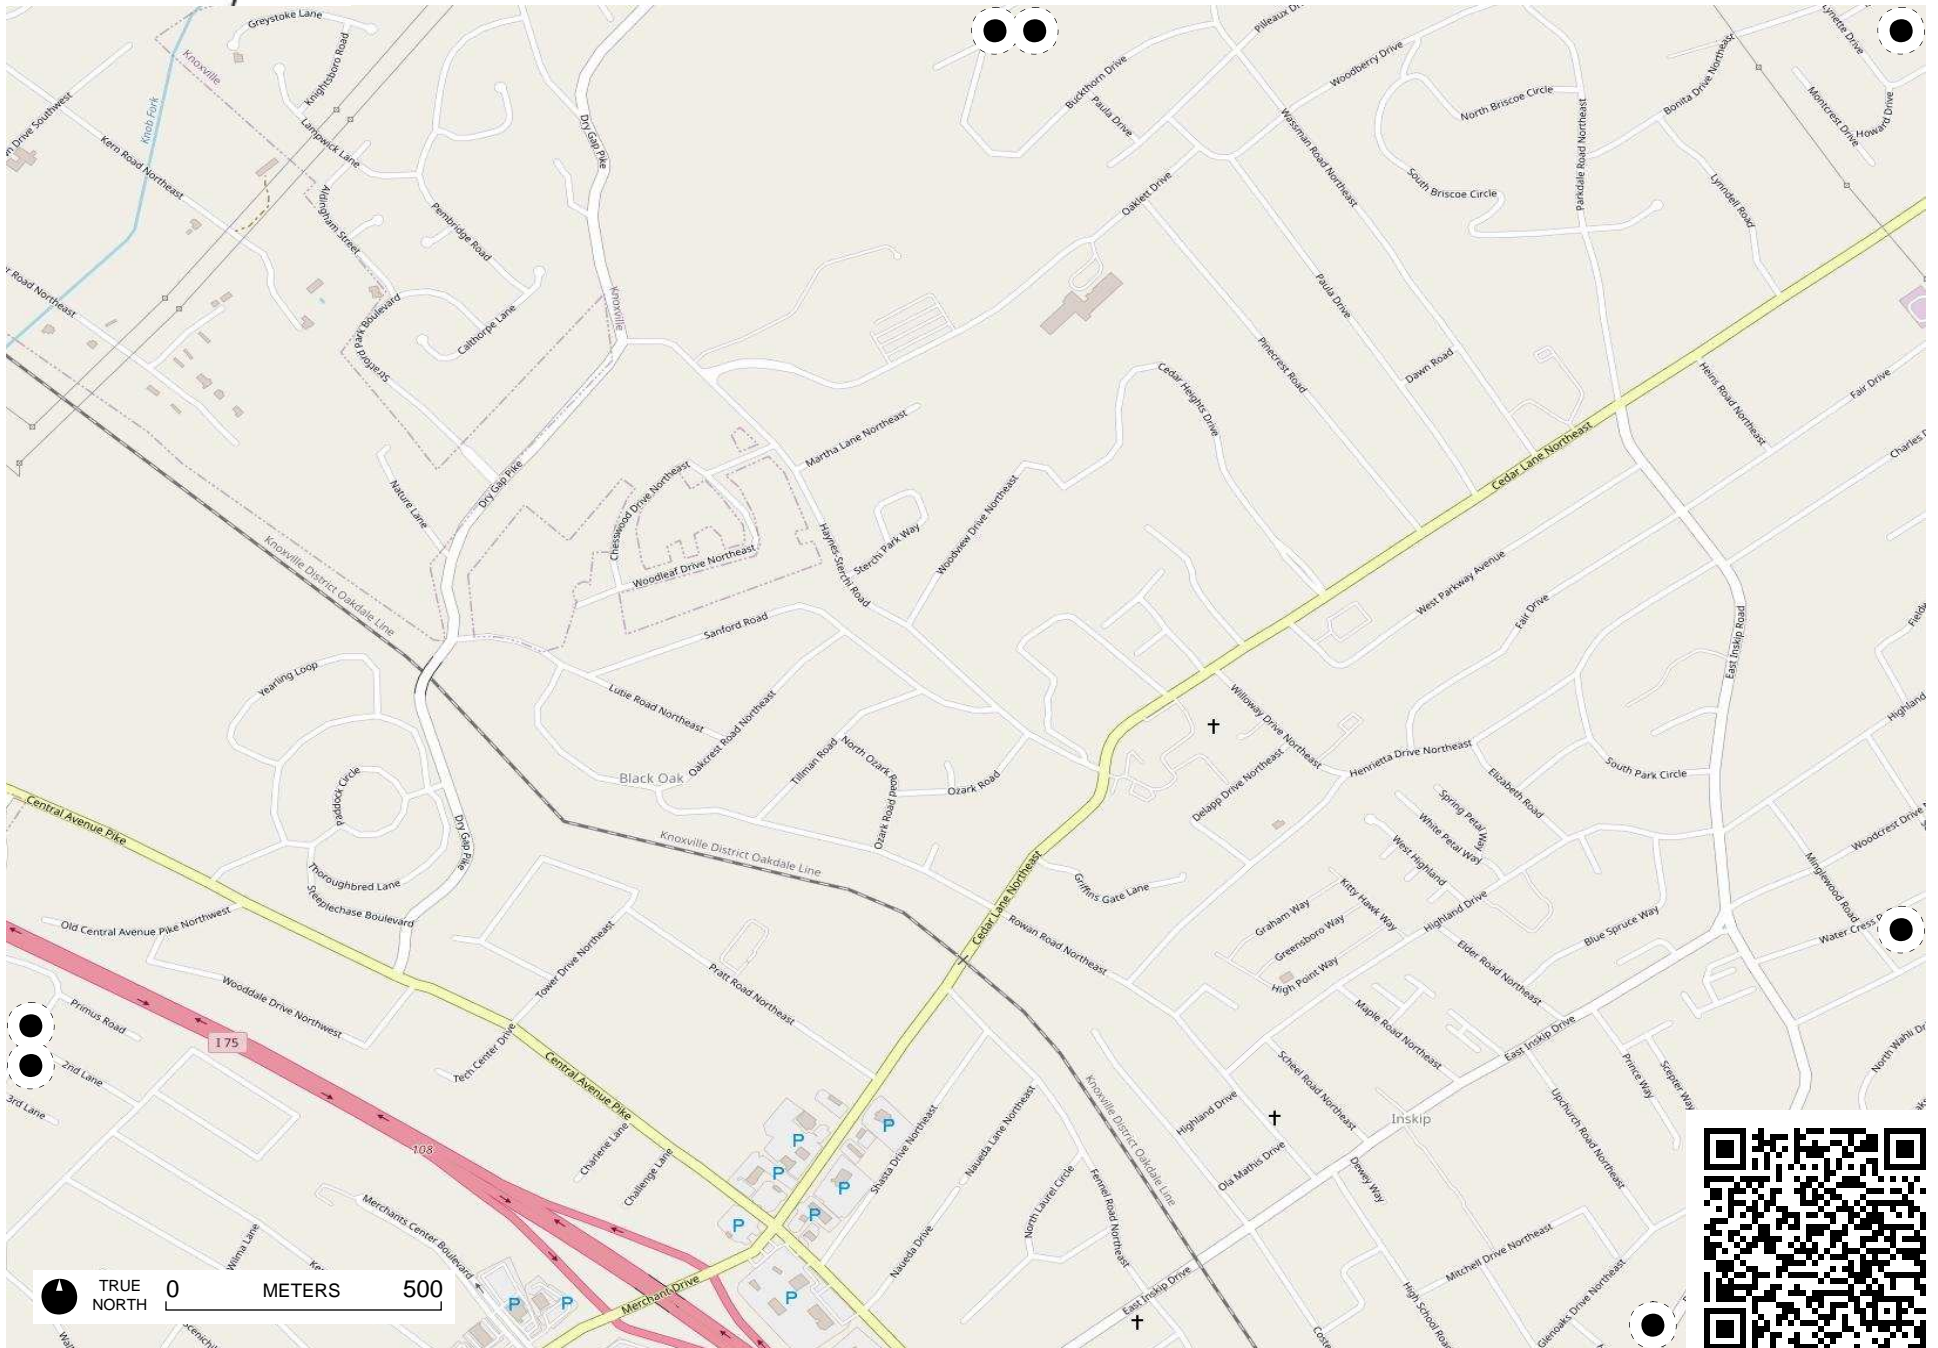 Greystoke Lane
Knoxville
Knightsboro Road
Knob Fork
Lampwick Lane
Kern Road Northeast
Aldingham Street
Pembridge Road
Dry Gap Pike
Buckthorn Drive
Paula Drive
Woodberry Drive
North Briscoe Circle
Wassman Road Northeast
South Briscoe Circle
Parkdale Road Northeast
Bonita Drive Northeast
Lynette Drive
Montcrest Drive
Howard Drive
Lynndell Road
Oaklett Drive
Stratford Park Boulevard
Calthorpe Lane
Knoxville
Paula Drive
Pinecrest Road
Dawn Road
Cedar Heights Drive
Heins Road Northeast
Fair Drive
Martha Lane Northeast
Cedar Lane Northeast
Dry Gap Pike
Nature Lane
Chesswood Drive Northeast
Woodleaf Drive Northeast
Haynes-Sterchi Road
Sterchi Park Way
Woodview Drive Northeast
Knoxville District Oakdale Line
West Parkway Avenue
Fair Drive
Sanford Road
East Inskip Road
Yearling Loop
Lutie Road Northeast
Oakcrest Road Northeast
Willoway Drive Northeast
Henrietta Drive Northeast
South Park Circle
Black Oak
Tillman Road
North Ozark Road
Ozark Road
Ozark Road
Delapp Drive Northeast
Elizabeth Road
Spring Petal Way
White Petal Way
West Highland
Paddock Circle
Central Avenue Pike
Dry Gap Pike
Knoxville District Oakdale Line
Thoroughbred Lane
Steeplechase Boulevard
Griffins Gate Lane
Cedar Lane Northeast
Kitty Hawk Way
Graham Way
Greensboro Way
High Point Way
Highland Drive
Blue Spruce Way
Minglewood Road
Old Central Avenue Pike Northwest
Rowan Road Northeast
Elder Road Northeast
Tower Drive Northeast
Pratt Road Northeast
Wooddale Drive Northwest
Primus Road
Maple Road Northeast
East Inskip Drive
I 75
Tech Center Drive
Central Avenue Pike
2nd Lane
3rd Lane
Scheel Road Northeast
Prince Way
Scepter Way
Knoxville District Oakdale Line
Highland Drive
Inskip
Upchurch Road Northeast
108
Charlene Lane
Challenge Lane
P
P
P
P
P
P
P
P
P
Shasta Drive Northeast
Naueda Lane Northeast
Ola Mathis Drive
Dewey Way
North Laurel Circle
Fennel Road Northeast
Merchants Center Boulevard
Wilma Lane
Naueda Drive
Mitchell Drive Northeast
Merchant Drive
East Inskip Drive
Glenoaks Drive Northeast
TRUE NORTH
0 METERS 500